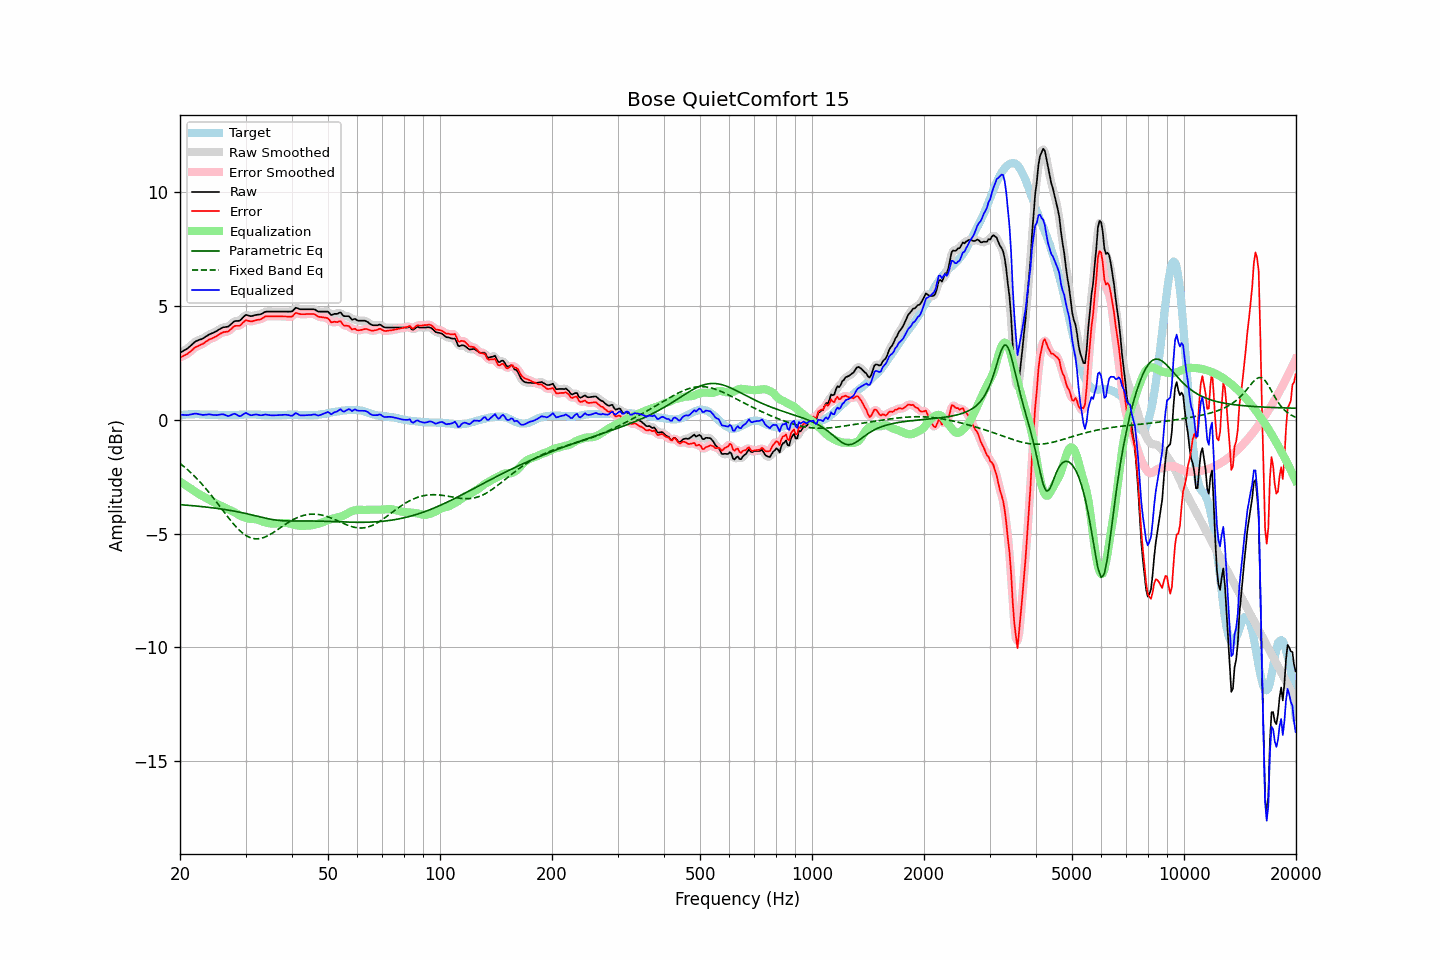 Bose QuietComfort 15
Target
Raw Smoothed
Error Smoothed
Raw
Error
Equalization
Parametric Eq
Fixed Band Eq
Equalized
Amplitude (dBr)
10
5
0
−5
−10
−15
20
50
100
200
500
1000
2000
5000
10000
20000
Frequency (Hz)